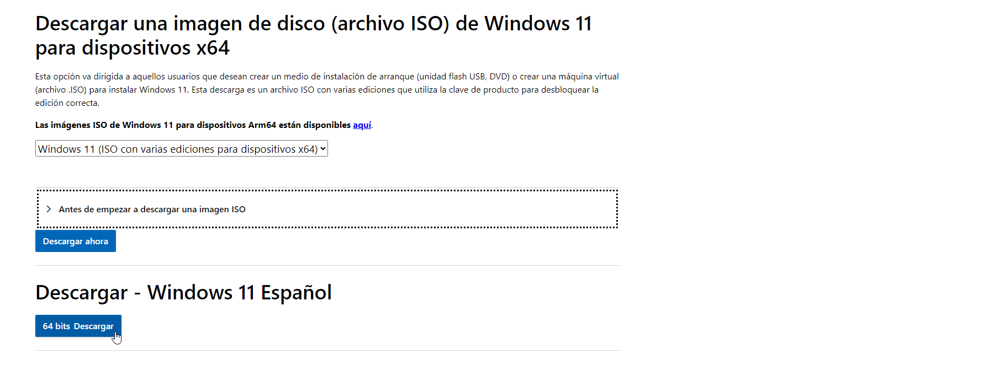 Descargar una imagen de disco (archivo ISO) de Windows 11
para dispositivos x64
Esta opción va dirigida a aquellos usuarios que desean crear un medio de instalación de arranque (unidad flash USB, DVD) o crear una máquina virtual
(archivo .ISO) para instalar Windows 11. Esta descarga es un archivo ISO con varias ediciones que utiliza la clave de producto para desbloquear la
edición correcta.
Las imágenes ISO de Windows 11 para dispositivos Arm64 están disponibles aquí.
Windows 11 (ISO con varias ediciones para dispositivos x64)
Antes de empezar a descargar una imagen ISO
Descargar ahora
Descargar - Windows 11 Español
64 bits Descargar